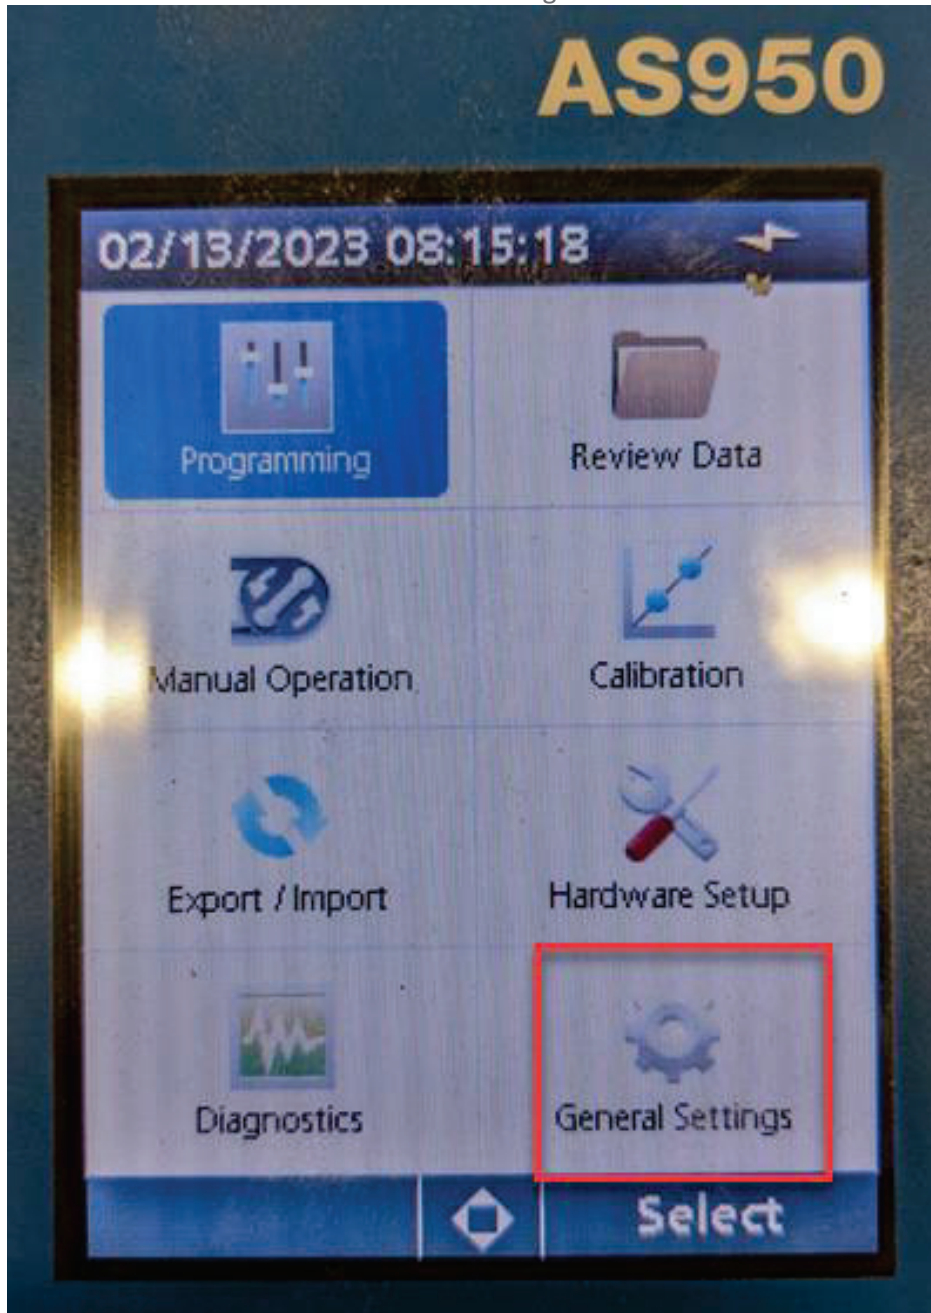 AS950
02/13/2023 08:15:18
Programming
Review Data
Manual Operation
Calibration
Export / Import
Hardware Setup
Diagnostics
General Settings
Select